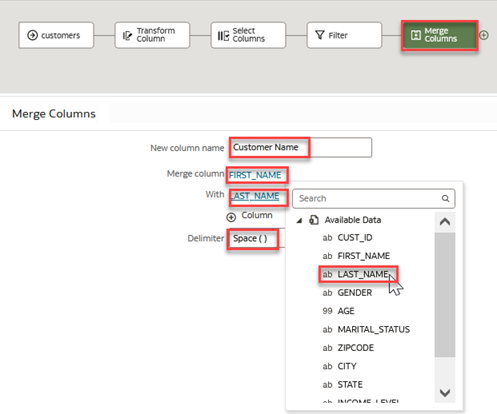 customers
Transform
Column
Select
Columns
Filter
Merge
Columns
Merge Columns
New column name Customer Name
Merge column FIRST_NAME
With LAST_NAME
Column
Delimiter Space ( )
Search
Available Data
ab CUST_ID
ab FIRST_NAME
ab LAST_NAME
ab GENDER
99 AGE
ab MARITAL_STATUS
ab ZIPCODE
ab CITY
ab STATE
ab INCOME_LEVEL